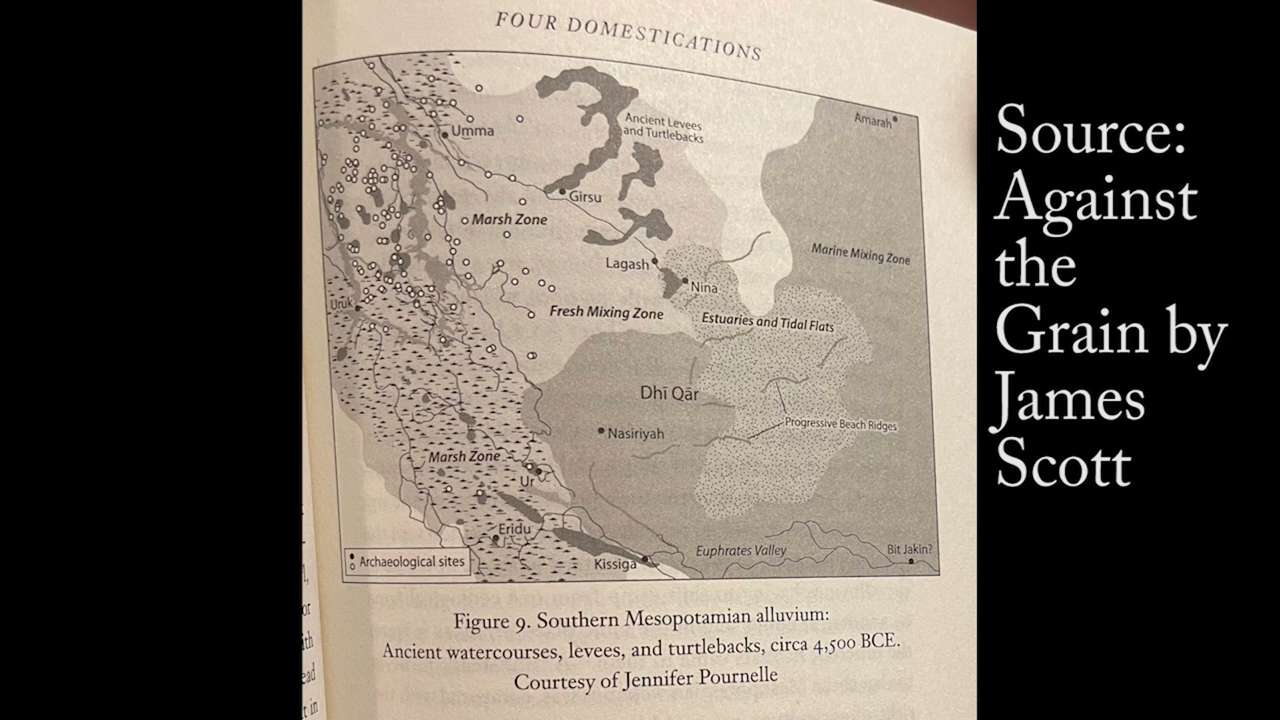 FOUR DOMESTICATIONS
Amarah
Ancient Levees
and Turtlebacks
Umma
Girsu
Marsh Zone
Marine Mixing Zone
Lagash
Nina
Uruk
Fresh Mixing Zone
Estuaries and Tidal Flats
Dhī Qār
Progressive Beach Ridges
Nasiriyah
Marsh Zone
Ur
Eridu
Euphrates Valley
Bit Jakin?
Archaeological sites
Kissiga
Figure 9. Southern Mesopotamian alluvium:
Ancient watercourses, levees, and turtlebacks, circa 4,500 BCE.
Courtesy of Jennifer Pournelle
Source:
Against
the
Grain by
James
Scott